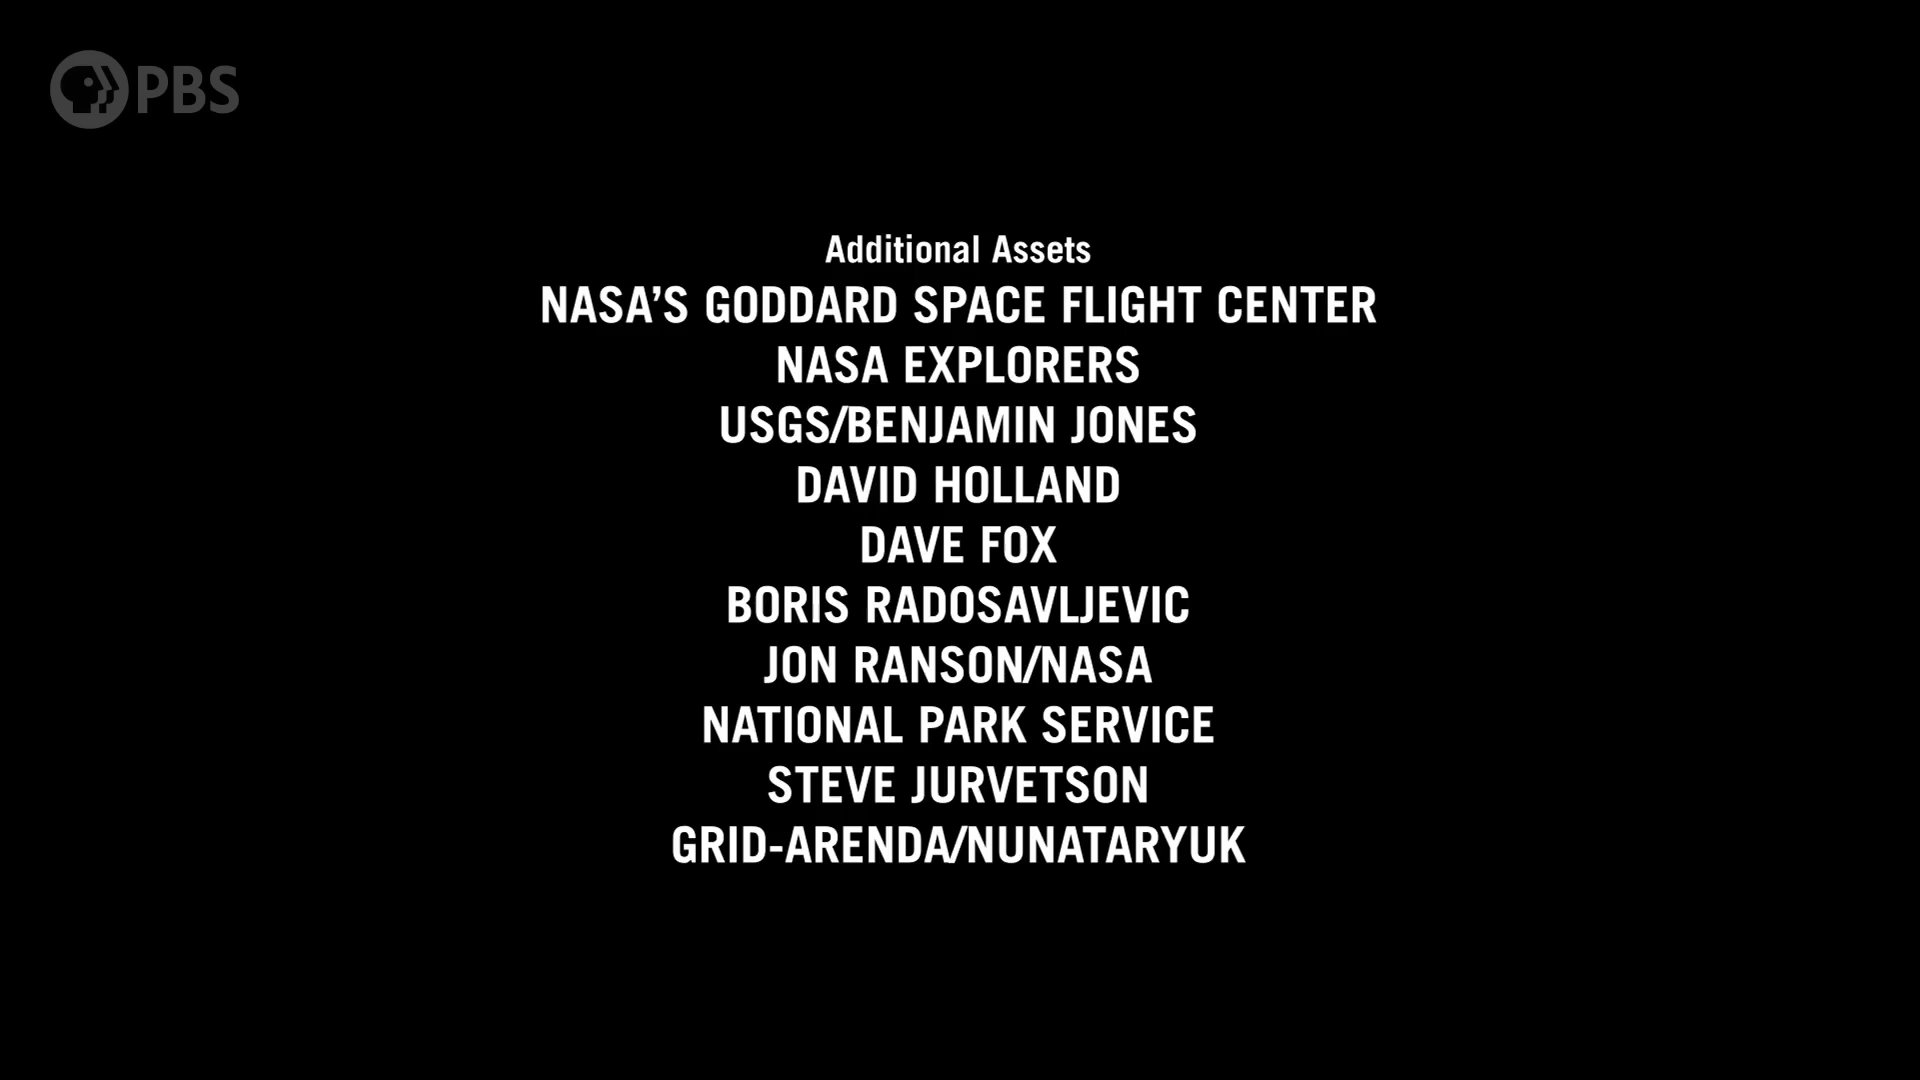 PBS
Additional Assets
NASA’S GODDARD SPACE FLIGHT CENTER
NASA EXPLORERS
USGS/BENJAMIN JONES
DAVID HOLLAND
DAVE FOX
BORIS RADOSAVLJEVIC
JON RANSON/NASA
NATIONAL PARK SERVICE
STEVE JURVETSON
GRID-ARENDA/NUNATARYUK